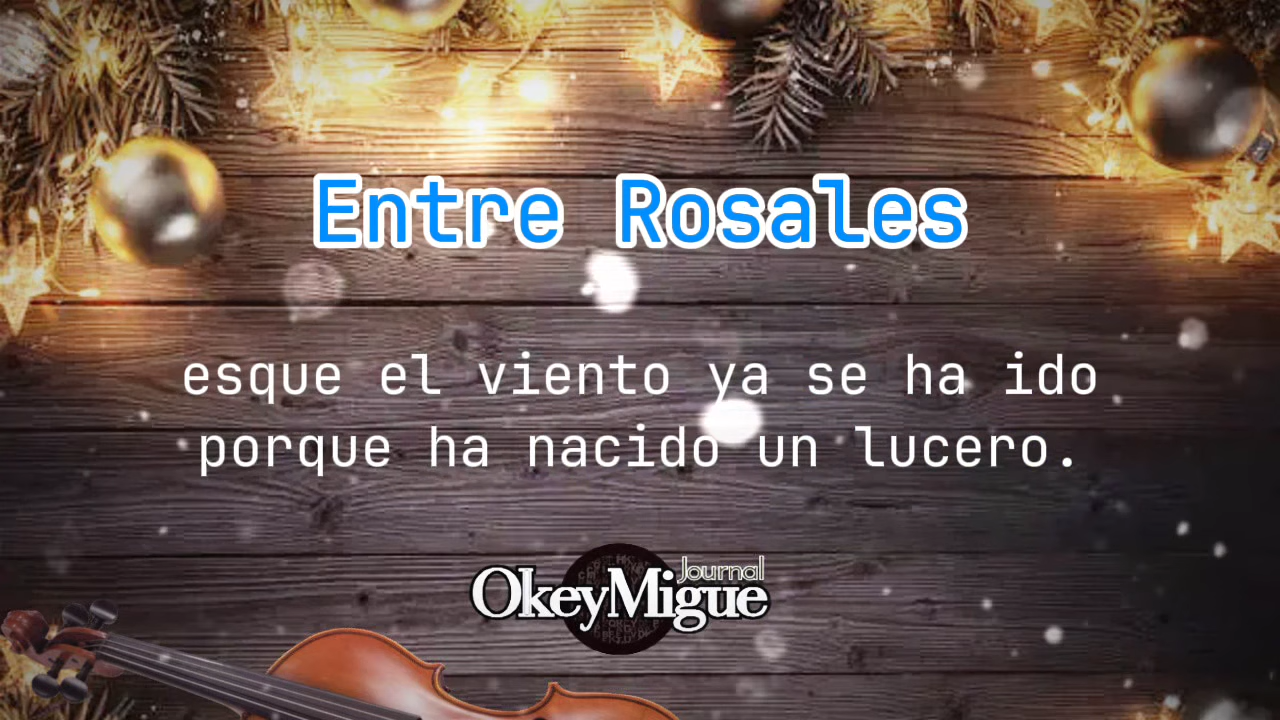 Entre Rosales
esque el viento ya se ha ido
porque ha nacido un lucero.
Journal
OkeyMigue